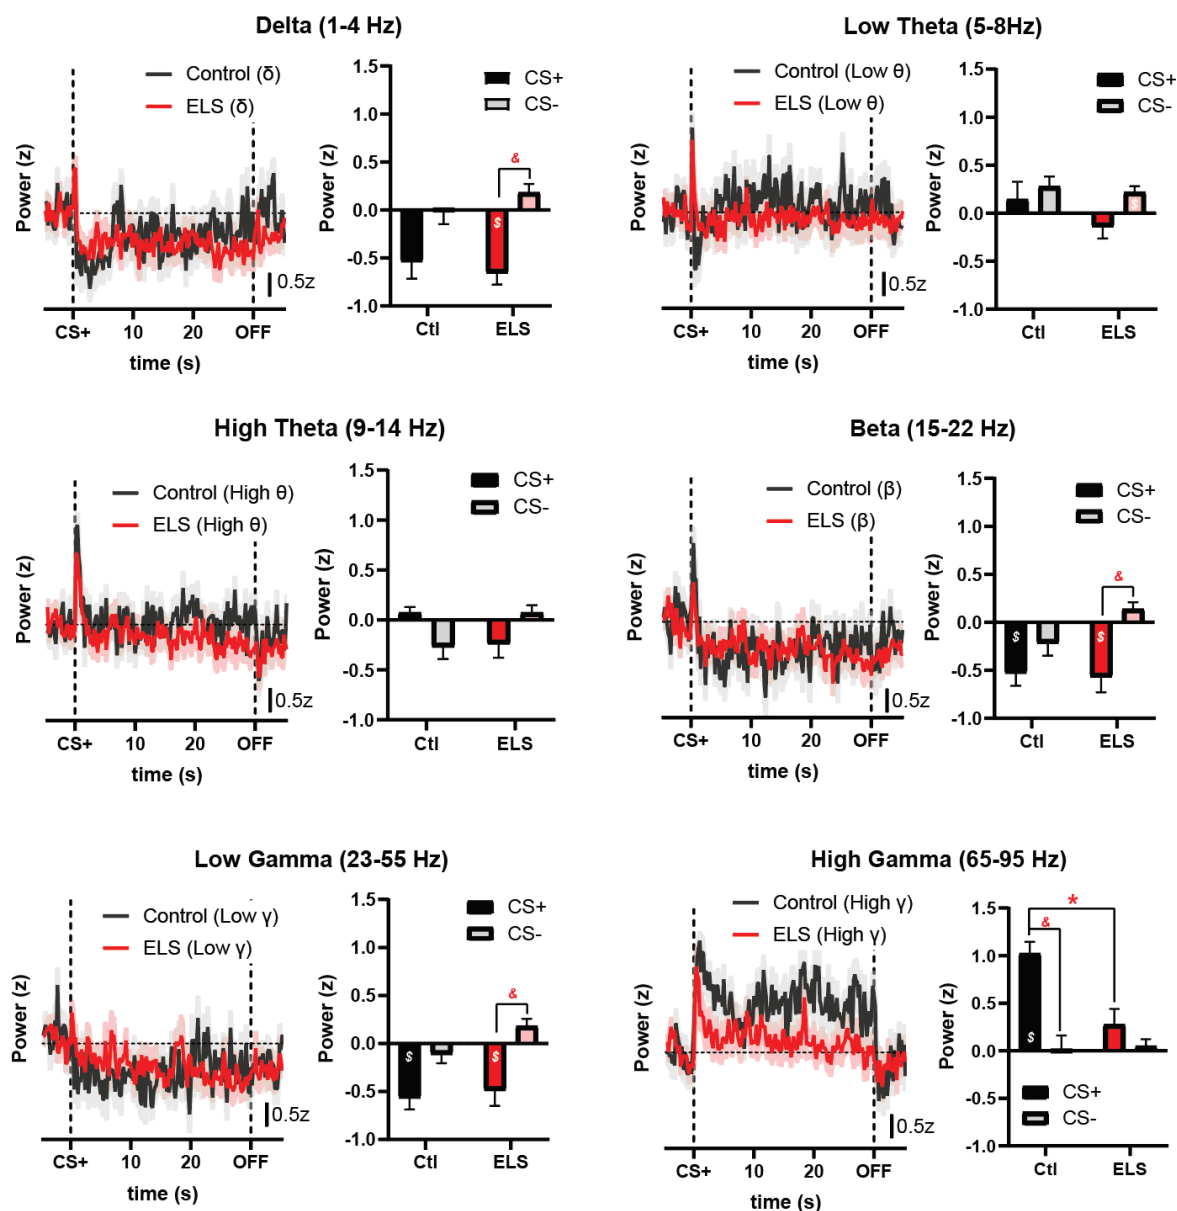 Delta (1-4 Hz)
Control (δ)
ELS (δ)
Power (z)
0.5z
CS+
10
20
OFF
time (s)
Power (z)
1.5
1.0
0.5
0.0
-0.5
-1.0
CS+
CS-
&
$
Ctl
ELS
Low Theta (5-8Hz)
Control (Low θ)
ELS (Low θ)
Power (z)
0.5z
CS+
10
20
OFF
time (s)
Power (z)
1.5
1.0
0.5
0.0
-0.5
-1.0
CS+
CS-
$
Ctl
ELS
High Theta (9-14 Hz)
Control (High θ)
ELS (High θ)
Power (z)
0.5z
CS+
10
20
OFF
time (s)
Power (z)
1.5
1.0
0.5
0.0
-0.5
-1.0
CS+
CS-
Ctl
ELS
Beta (15-22 Hz)
Control (β)
ELS (β)
Power (z)
0.5z
CS+
10
20
OFF
time (s)
Power (z)
1.5
1.0
0.5
0.0
-0.5
-1.0
CS+
CS-
&
$
$
Ctl
ELS
Low Gamma (23-55 Hz)
Control (Low γ)
ELS (Low γ)
Power (z)
0.5z
CS+
10
20
OFF
time (s)
Power (z)
1.5
1.0
0.5
0.0
-0.5
-1.0
CS+
CS-
&
$
$
Ctl
ELS
High Gamma (65-95 Hz)
Control (High γ)
ELS (High γ)
Power (z)
0.5z
CS+
10
20
OFF
time (s)
Power (z)
1.5
1.0
0.5
0.0
-0.5
-1.0
*
&
$
CS+
CS-
Ctl
ELS